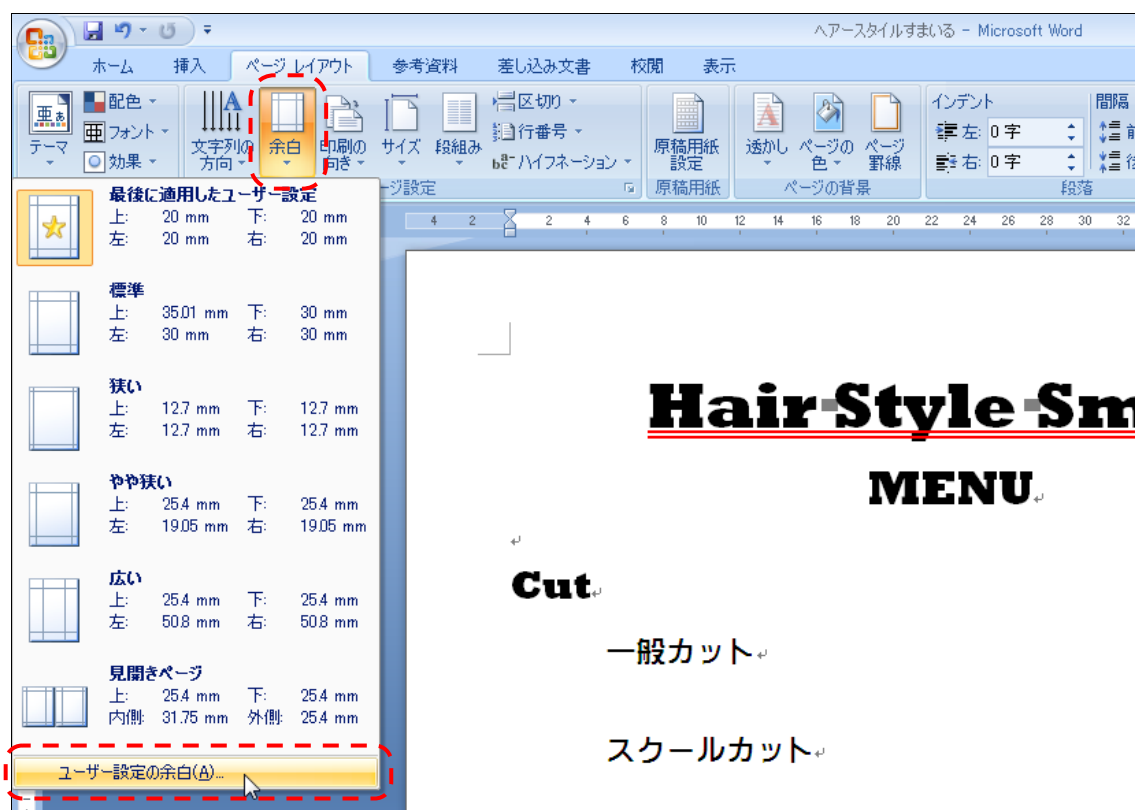 ヘアースタイルすまいる - Microsoft Word
ホーム 挿入 ページ レイアウト 参考資料 差し込み文書 校閲 表示
テーマ
配色
フォント
効果
文字列の方向
余白
印刷の向き
サイズ
段組み
区切り
行番号
ハイフネーション
ージ設定
原稿用紙設定
原稿用紙
透かし
ページの色
ページ罫線
ページの背景
インデント
左: 0 字
右: 0 字
間隔
前
段落
最後に適用したユーザー設定
上: 20 mm 下: 20 mm
左: 20 mm 右: 20 mm
標準
上: 35.01 mm 下: 30 mm
左: 30 mm 右: 30 mm
狭い
上: 12.7 mm 下: 12.7 mm
左: 12.7 mm 右: 12.7 mm
やや狭い
上: 25.4 mm 下: 25.4 mm
左: 19.05 mm 右: 19.05 mm
広い
上: 25.4 mm 下: 25.4 mm
左: 50.8 mm 右: 50.8 mm
見開きページ
上: 25.4 mm 下: 25.4 mm
内側: 31.75 mm 外側: 25.4 mm
ユーザー設定の余白(A)...
4 2 2 4 6 8 10 12 14 16 18 20 22 24 26 28 30 32
Hair Style Sm
MENU
Cut
一般カット
スクールカット